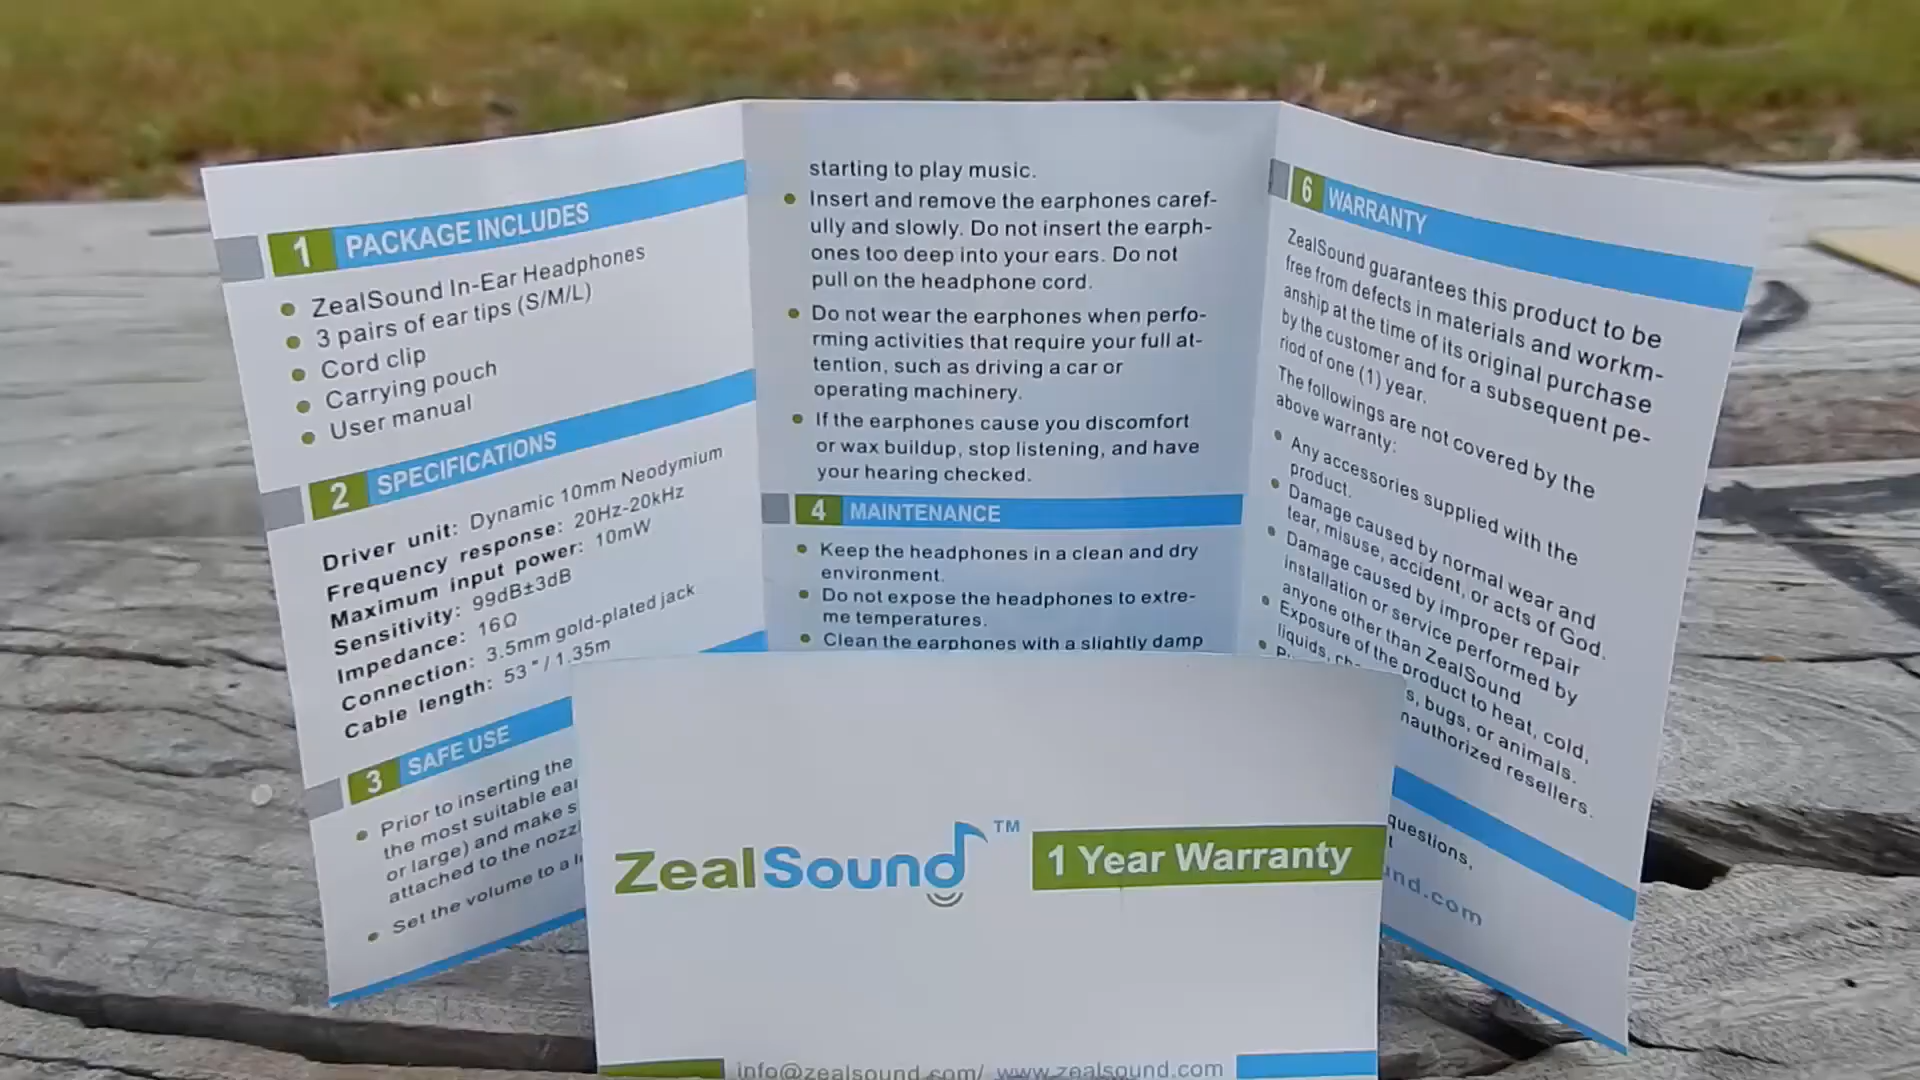 1 PACKAGE INCLUDES
ZealSound In-Ear Headphones
3 pairs of ear tips (S/M/L)
Cord clip
Carrying pouch
User manual
2 SPECIFICATIONS
Driver unit: Dynamic 10mm Neodymium
Frequency response: 20Hz-20kHz
Maximum input power: 10mW
Sensitivity: 99dB±3dB
Impedance: 16Ω
Connection: 3.5mm gold-plated jack
Cable length: 53 " / 1.35m
3 SAFE USE
Prior to inserting the
the most suitable ear
or large) and make s
attached to the nozzl
Set the volume to a
starting to play music.
Insert and remove the earphones caref-
ully and slowly. Do not insert the earph-
ones too deep into your ears. Do not
pull on the headphone cord.
Do not wear the earphones when perfo-
rming activities that require your full at-
tention, such as driving a car or
operating machinery.
If the earphones cause you discomfort
or wax buildup, stop listening, and have
your hearing checked.
4 MAINTENANCE
Keep the headphones in a clean and dry
environment.
Do not expose the headphones to extre-
me temperatures.
Clean the earphones with a slightly damp
6 WARRANTY
ZealSound guarantees this product to be
free from defects in materials and workm-
anship at the time of its original purchase
by the customer and for a subsequent pe-
riod of one (1) year.
The followings are not covered by the
above warranty:
Any accessories supplied with the
product.
Damage caused by normal wear and
tear, misuse, accident, or acts of God.
Damage caused by improper repair
installation or service performed by
anyone other than ZealSound
Exposure of the product to heat, cold,
liquids, ch s, bugs, or animals.
nauthorized resellers.
questions,
und.com
ZealSound™
1 Year Warranty
info@zealsound.com/ www.zealsound.com